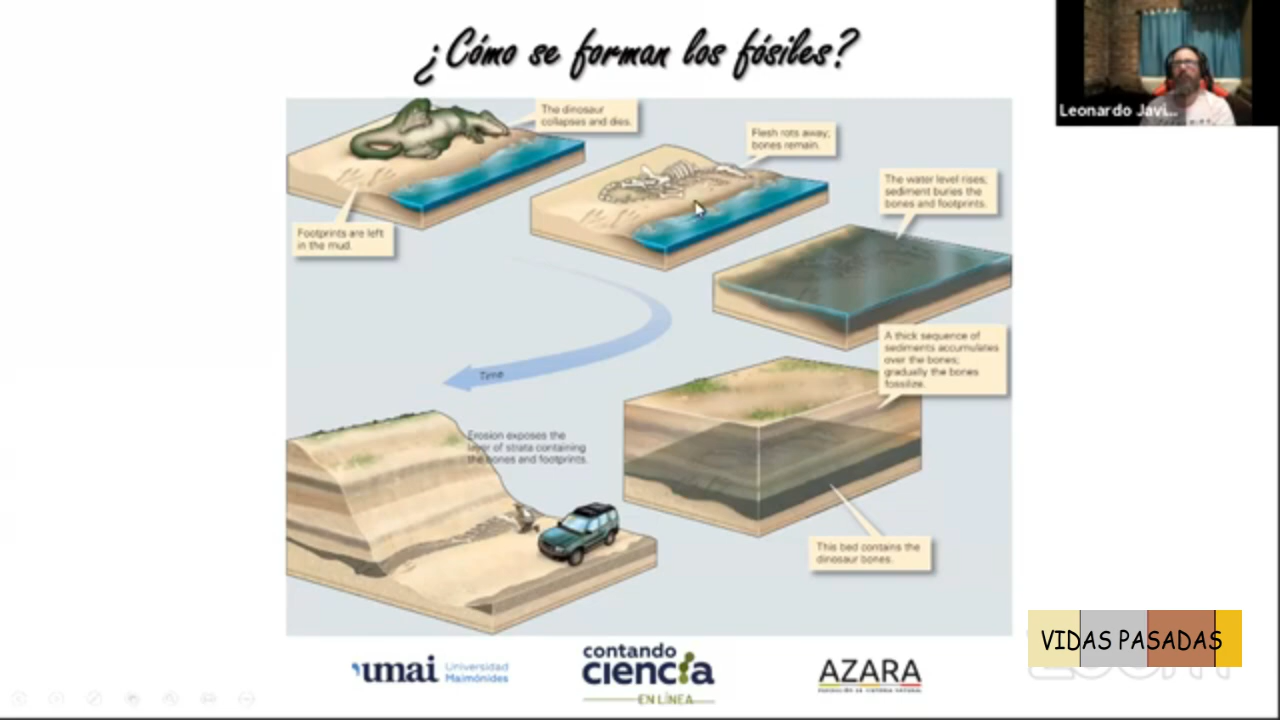 ¿Cómo se forman los fósiles?
Leonardo Javi...
The dinosaur
collapses and dies.
Flesh rots away;
bones remain.
The water level rises;
sediment buries the
bones and footprints.
Footprints are left
in the mud.
A thick sequence of
sediments accumulates
over the bones;
gradually the bones
fossilize.
Time
Erosion exposes the
layer of strata containing
the bones and footprints.
This bed contains the
dinosaur bones.
umai Universidad
Maimónides
contando
ciencia
EN LÍNEA
AZARA
VIDAS PASADAS